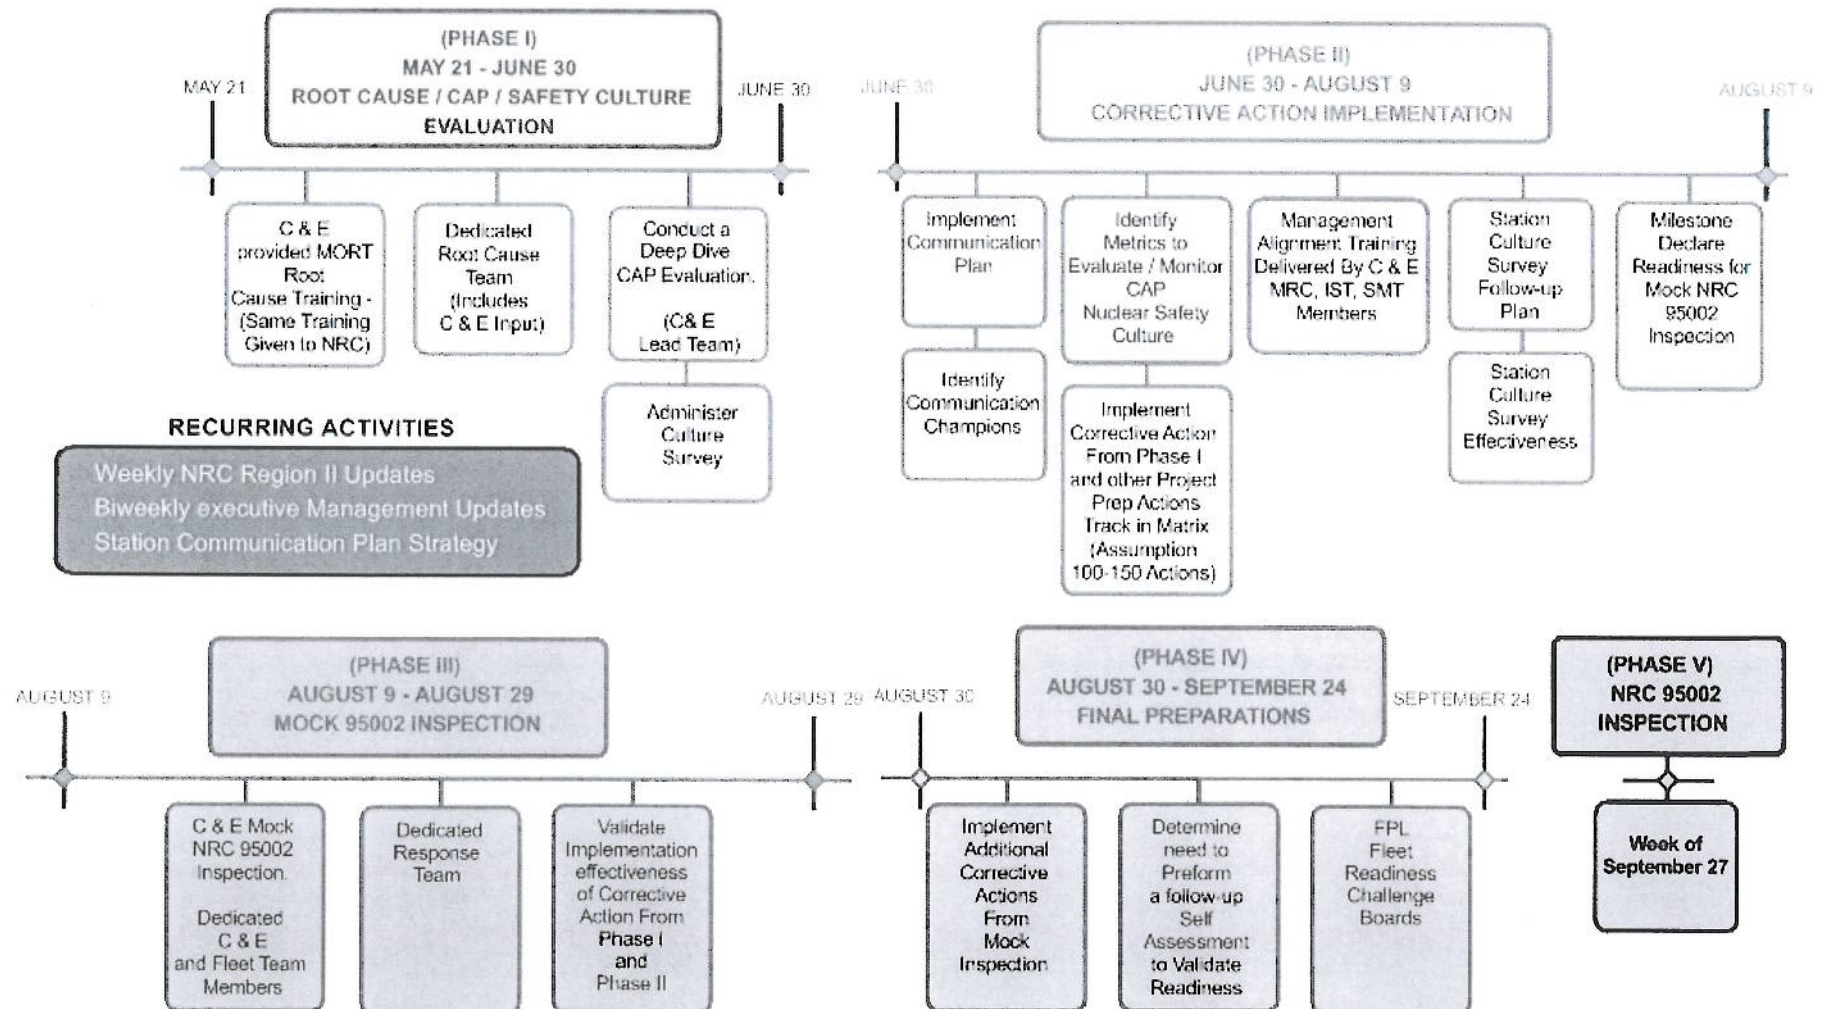 (PHASE I)
MAY 21 - JUNE 30
ROOT CAUSE / CAP / SAFETY CULTURE
EVALUATION
MAY 21
JUNE 30
C & E
provided MORT
Root
Cause Training -
(Same Training
Given to NRC)
Dedicated
Root Cause
Team
(Includes
C & E Input)
Conduct a
Deep Dive
CAP Evaluation.
(C& E
Lead Team)
Administer
Culture
Survey
(PHASE II)
JUNE 30 - AUGUST 9
CORRECTIVE ACTION IMPLEMENTATION
JUNE 30
AUGUST 9
Implement
Communication
Plan
Identify
Communication
Champions
Identify
Metrics to
Evaluate / Monitor
CAP
Nuclear Safety
Culture
Implement
Corrective Action
From Phase I
and other Project
Prep Actions
Track in Matrix
(Assumption
100-150 Actions)
Management
Alignment Training
Delivered By C & E
MRC, IST, SMT
Members
Station
Culture
Survey
Follow-up
Plan
Station
Culture
Survey
Effectiveness
Milestone
Declare
Readiness for
Mock NRC
95002
Inspection
RECURRING ACTIVITIES
Weekly NRC Region II Updates
Biweekly executive Management Updates
Station Communication Plan Strategy
(PHASE III)
AUGUST 9 - AUGUST 29
MOCK 95002 INSPECTION
AUGUST 9
AUGUST 29
C & E Mock
NRC 95002
Inspection.
Dedicated
C & E
and Fleet Team
Members
Dedicated
Response
Team
Validate
Implementation
effectiveness
of Corrective
Action From
Phase I
and
Phase II
(PHASE IV)
AUGUST 30 - SEPTEMBER 24
FINAL PREPARATIONS
AUGUST 30
SEPTEMBER 24
Implement
Additional
Corrective
Actions
From
Mock
Inspection
Determine
need to
Preform
a follow-up
Self
Assessment
to Validate
Readiness
FPL
Fleet
Readiness
Challenge
Boards
(PHASE V)
NRC 95002
INSPECTION
Week of
September 27